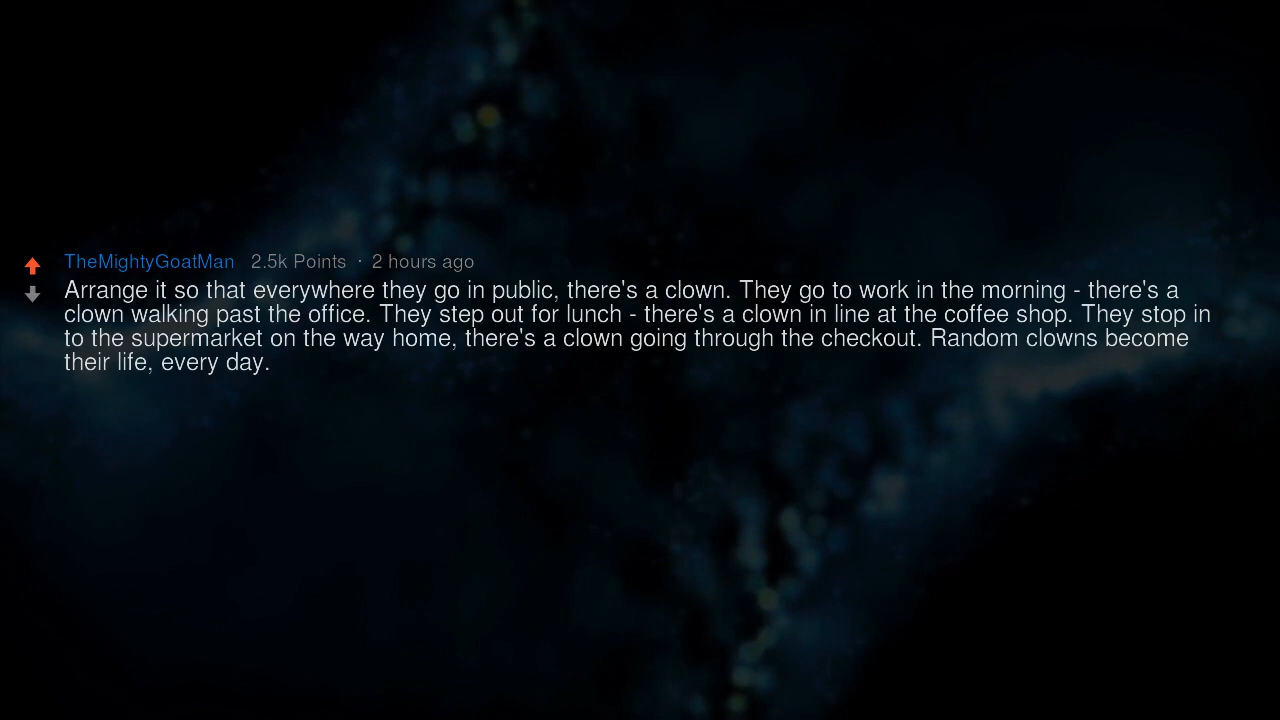 TheMightyGoatMan 2.5k Points · 2 hours ago
Arrange it so that everywhere they go in public, there's a clown. They go to work in the morning - there's a
clown walking past the office. They step out for lunch - there's a clown in line at the coffee shop. They stop in
to the supermarket on the way home, there's a clown going through the checkout. Random clowns become
their life, every day.